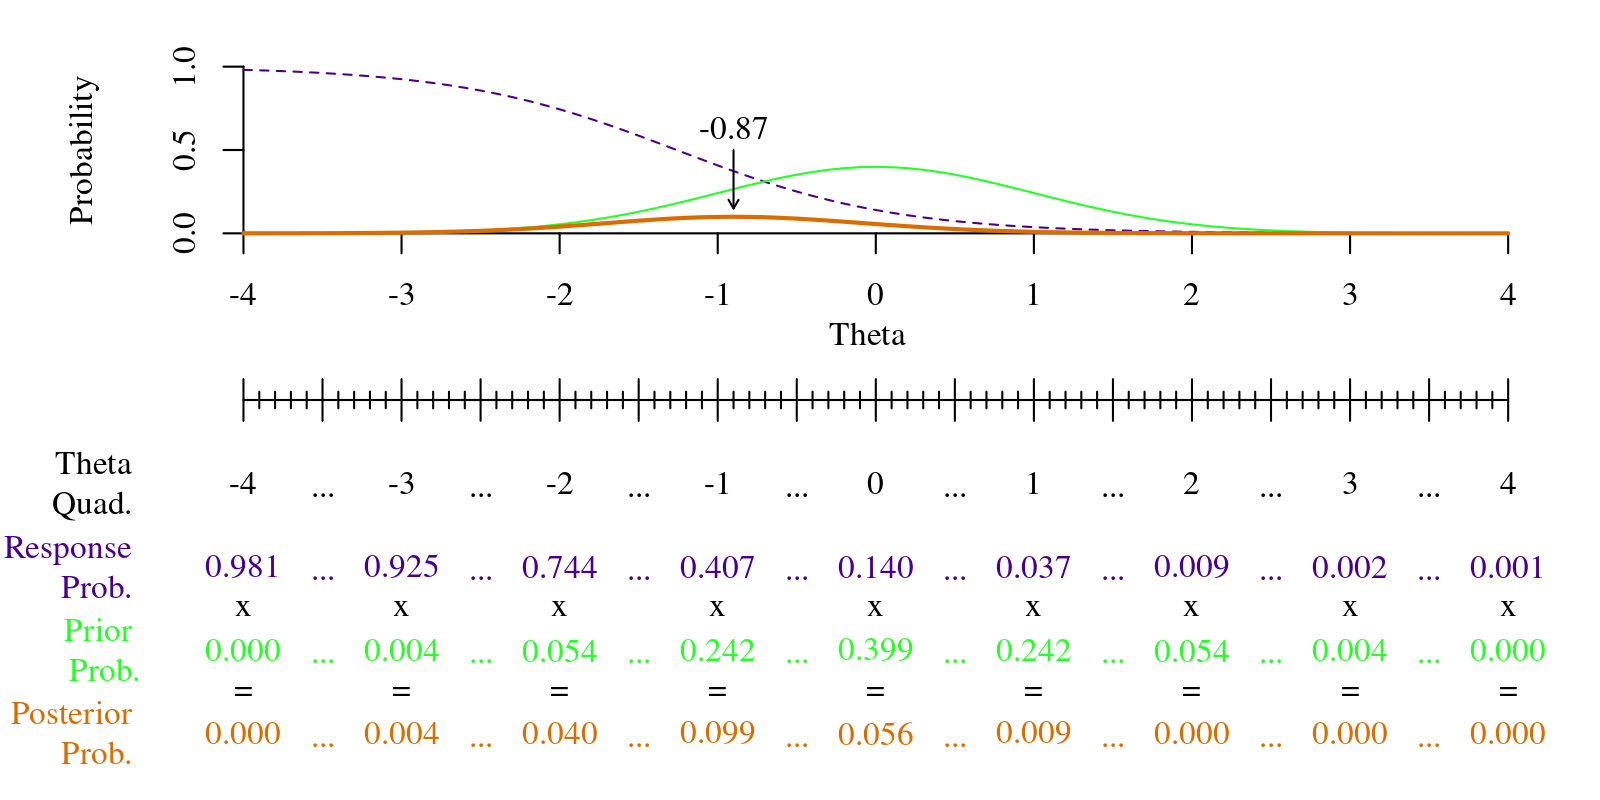 Probability
1.0
0.5
0.0
-0.87
-4 -3 -2 -1 0 1 2 3 4
Theta
Theta
Quad.
-4 ... -3 ... -2 ... -1 ... 0 ... 1 ... 2 ... 3 ... 4
Response
Prob.
0.981 ... 0.925 ... 0.744 ... 0.407 ... 0.140 ... 0.037 ... 0.009 ... 0.002 ... 0.001
x x x x x x x x x
Prior
Prob.
0.000 ... 0.004 ... 0.054 ... 0.242 ... 0.399 ... 0.242 ... 0.054 ... 0.004 ... 0.000
= = = = = = = = =
Posterior
Prob.
0.000 ... 0.004 ... 0.040 ... 0.099 ... 0.056 ... 0.009 ... 0.000 ... 0.000 ... 0.000